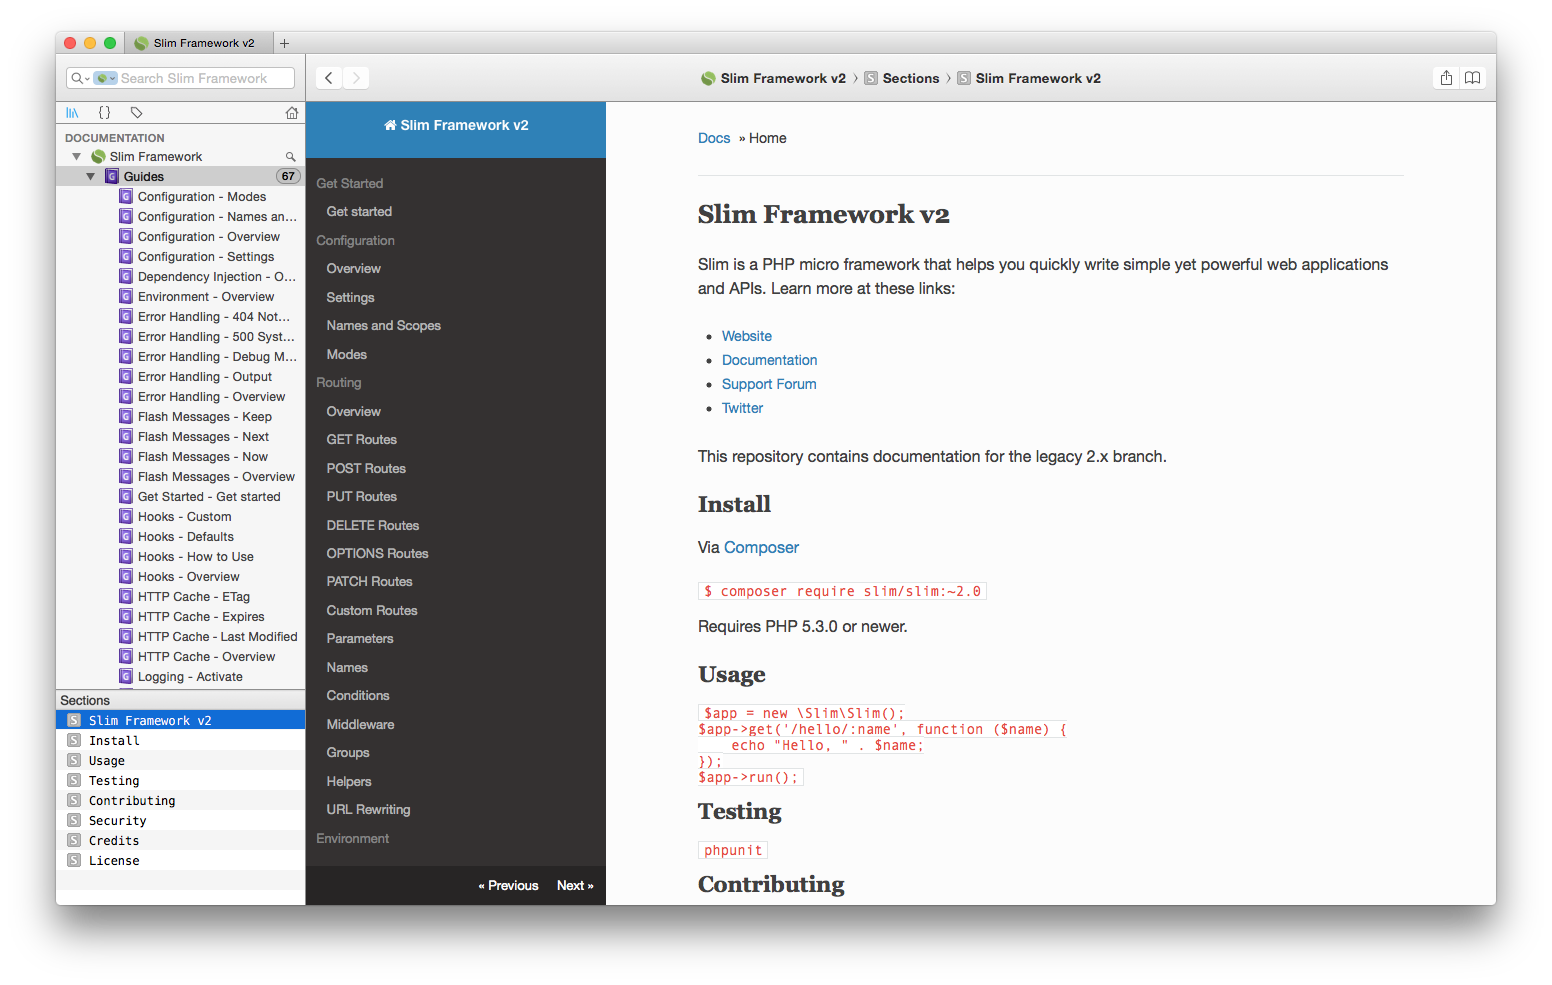 Slim Framework v2
Search Slim Framework
Slim Framework v2 › Sections › Slim Framework v2
DOCUMENTATION
Slim Framework
Guides 67
Configuration - Modes
Configuration - Names an...
Configuration - Overview
Configuration - Settings
Dependency Injection - O...
Environment - Overview
Error Handling - 404 Not...
Error Handling - 500 Syst...
Error Handling - Debug M...
Error Handling - Output
Error Handling - Overview
Flash Messages - Keep
Flash Messages - Next
Flash Messages - Now
Flash Messages - Overview
Get Started - Get started
Hooks - Custom
Hooks - Defaults
Hooks - How to Use
Hooks - Overview
HTTP Cache - ETag
HTTP Cache - Expires
HTTP Cache - Last Modified
HTTP Cache - Overview
Logging - Activate
Sections
Slim Framework v2
Install
Usage
Testing
Contributing
Security
Credits
License
Slim Framework v2
Get Started
Get started
Configuration
Overview
Settings
Names and Scopes
Modes
Routing
Overview
GET Routes
POST Routes
PUT Routes
DELETE Routes
OPTIONS Routes
PATCH Routes
Custom Routes
Parameters
Names
Conditions
Middleware
Groups
Helpers
URL Rewriting
Environment
« Previous Next »
Docs » Home
Slim Framework v2
Slim is a PHP micro framework that helps you quickly write simple yet powerful web applications
and APIs. Learn more at these links:
• Website
• Documentation
• Support Forum
• Twitter
This repository contains documentation for the legacy 2.x branch.
Install
Via Composer
$ composer require slim/slim:~2.0
Requires PHP 5.3.0 or newer.
Usage
$app = new \Slim\Slim();
$app->get('/hello/:name', function ($name) {
    echo "Hello, " . $name;
});
$app->run();
Testing
phpunit
Contributing